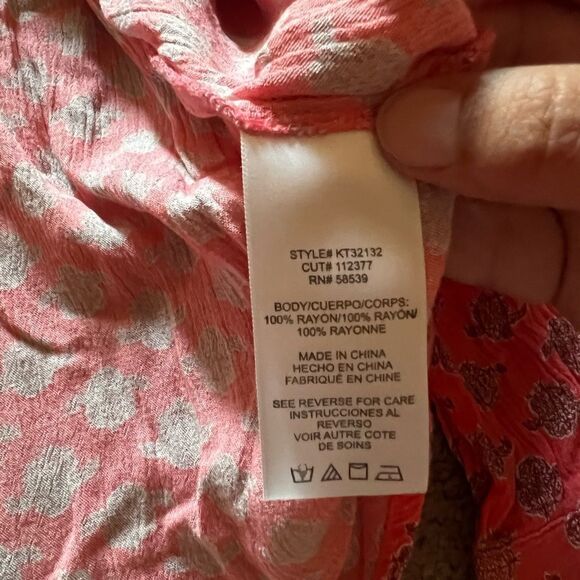 STYLE# KT32132
CUT# 112377
RN# 58539
BODY/CUERPO/CORPS:
100% RAYON/100% RAYÓN/
100% RAYONNE
MADE IN CHINA
HECHO EN CHINA
FABRIQUÉ EN CHINE
SEE REVERSE FOR CARE
INSTRUCCIONES AL
REVERSO
VOIR AUTRE COTE
DE SOINS